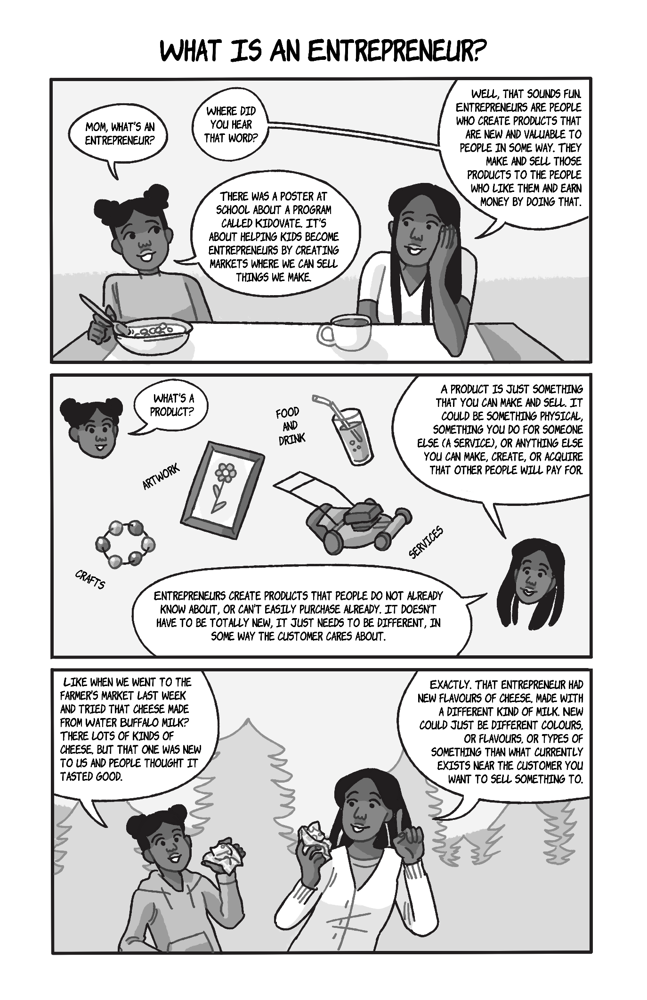 WHAT IS AN ENTREPRENEUR?
MOM, WHAT'S AN
ENTREPRENEUR?
WHERE DID
YOU HEAR
THAT WORD?
THERE WAS A POSTER AT
SCHOOL ABOUT A PROGRAM
CALLED KIDOVATE. IT'S
ABOUT HELPING KIDS BECOME
ENTREPRENEURS BY CREATING
MARKETS WHERE WE CAN SELL
THINGS WE MAKE.
WELL, THAT SOUNDS FUN.
ENTREPRENEURS ARE PEOPLE
WHO CREATE PRODUCTS THAT
ARE NEW AND VALUABLE TO
PEOPLE IN SOME WAY. THEY
MAKE AND SELL THOSE
PRODUCTS TO THE PEOPLE
WHO LIKE THEM AND EARN
MONEY BY DOING THAT.
WHAT'S A
PRODUCT?
A PRODUCT IS JUST SOMETHING
THAT YOU CAN MAKE AND SELL. IT
COULD BE SOMETHING PHYSICAL,
SOMETHING YOU DO FOR SOMEONE
ELSE (A SERVICE), OR ANYTHING ELSE
YOU CAN MAKE, CREATE, OR ACQUIRE
THAT OTHER PEOPLE WILL PAY FOR.
FOOD
AND
DRINK
ARTWORK
SERVICES
CRAFTS
ENTREPRENEURS CREATE PRODUCTS THAT PEOPLE DO NOT ALREADY
KNOW ABOUT, OR CAN'T EASILY PURCHASE ALREADY. IT DOESN'T
HAVE TO BE TOTALLY NEW, IT JUST NEEDS TO BE DIFFERENT, IN
SOME WAY THE CUSTOMER CARES ABOUT.
LIKE WHEN WE WENT TO THE
FARMER'S MARKET LAST WEEK
AND TRIED THAT CHEESE MADE
FROM WATER BUFFALO MILK?
THERE LOTS OF KINDS OF
CHEESE, BUT THAT ONE WAS NEW
TO US AND PEOPLE THOUGHT IT
TASTED GOOD.
EXACTLY. THAT ENTREPRENEUR HAD
NEW FLAVOURS OF CHEESE, MADE WITH
A DIFFERENT KIND OF MILK. NEW
COULD JUST BE DIFFERENT COLOURS,
OR FLAVOURS, OR TYPES OF
SOMETHING THAN WHAT CURRENTLY
EXISTS NEAR THE CUSTOMER YOU
WANT TO SELL SOMETHING TO.